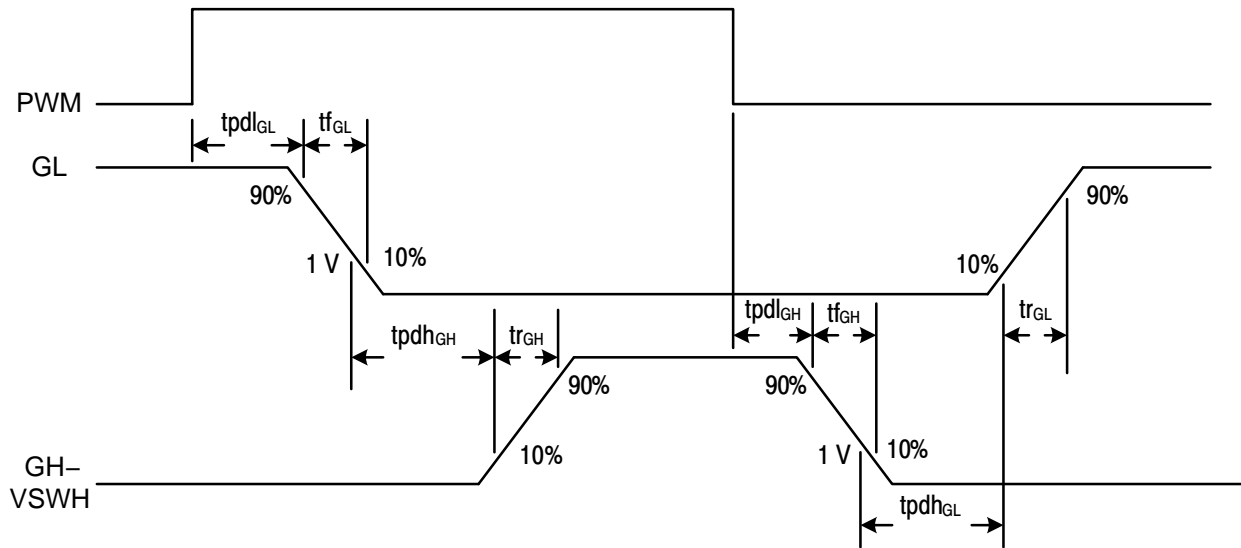 PWM
tpdlGL
tfGL
GL
90%
90%
1 V
10%
10%
tpdlGH
tfGH
trGL
tpdhGH
trGH
90%
90%
10%
1 V
10%
GH–
VSWH
tpdhGL